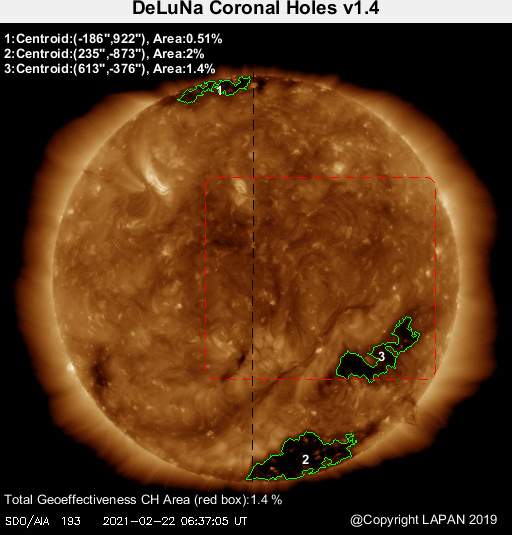 DeLuNa Coronal Holes v1.4
1:Centroid:(-186",922"), Area:0.51%
2:Centroid:(235",-873"), Area:2%
3:Centroid:(613",-376"), Area:1.4%
1
3
2
Total Geoeffectiveness CH Area (red box):1.4 %
SDO/AIA 193 2021-02-22 06:37:05 UT
@Copyright LAPAN 2019